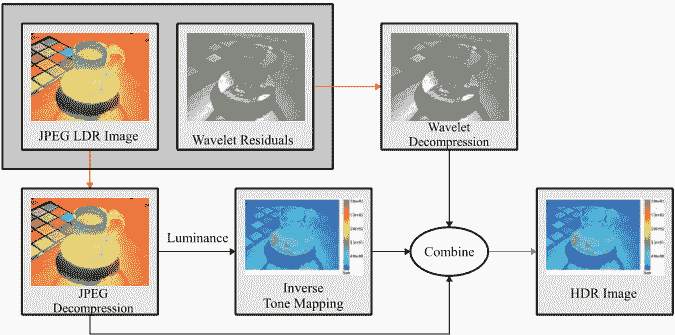 JPEG LDR Image
Wavelet Residuals
Wavelet
Decompression
JPEG
Decompression
Luminance
Inverse
Tone Mapping
Combine
HDR Image